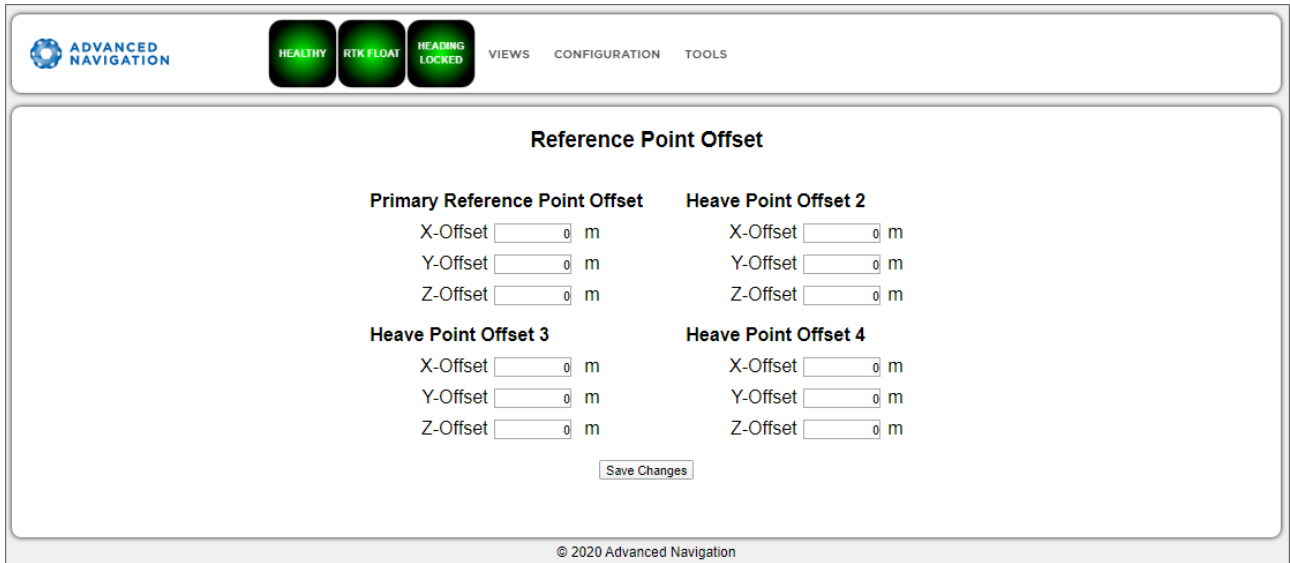 ADVANCED
NAVIGATION
HEALTHY
RTK FLOAT
HEADING
LOCKED
VIEWS
CONFIGURATION
TOOLS
Reference Point Offset
Primary Reference Point Offset
X-Offset 0 m
Y-Offset 0 m
Z-Offset 0 m
Heave Point Offset 2
X-Offset 0 m
Y-Offset 0 m
Z-Offset 0 m
Heave Point Offset 3
X-Offset 0 m
Y-Offset 0 m
Z-Offset 0 m
Heave Point Offset 4
X-Offset 0 m
Y-Offset 0 m
Z-Offset 0 m
Save Changes
© 2020 Advanced Navigation